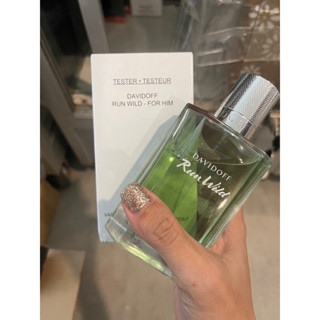 TESTER • TESTEUR
DAVIDOFF
RUN WILD - FOR HIM
DAVIDOFF
Run Wild